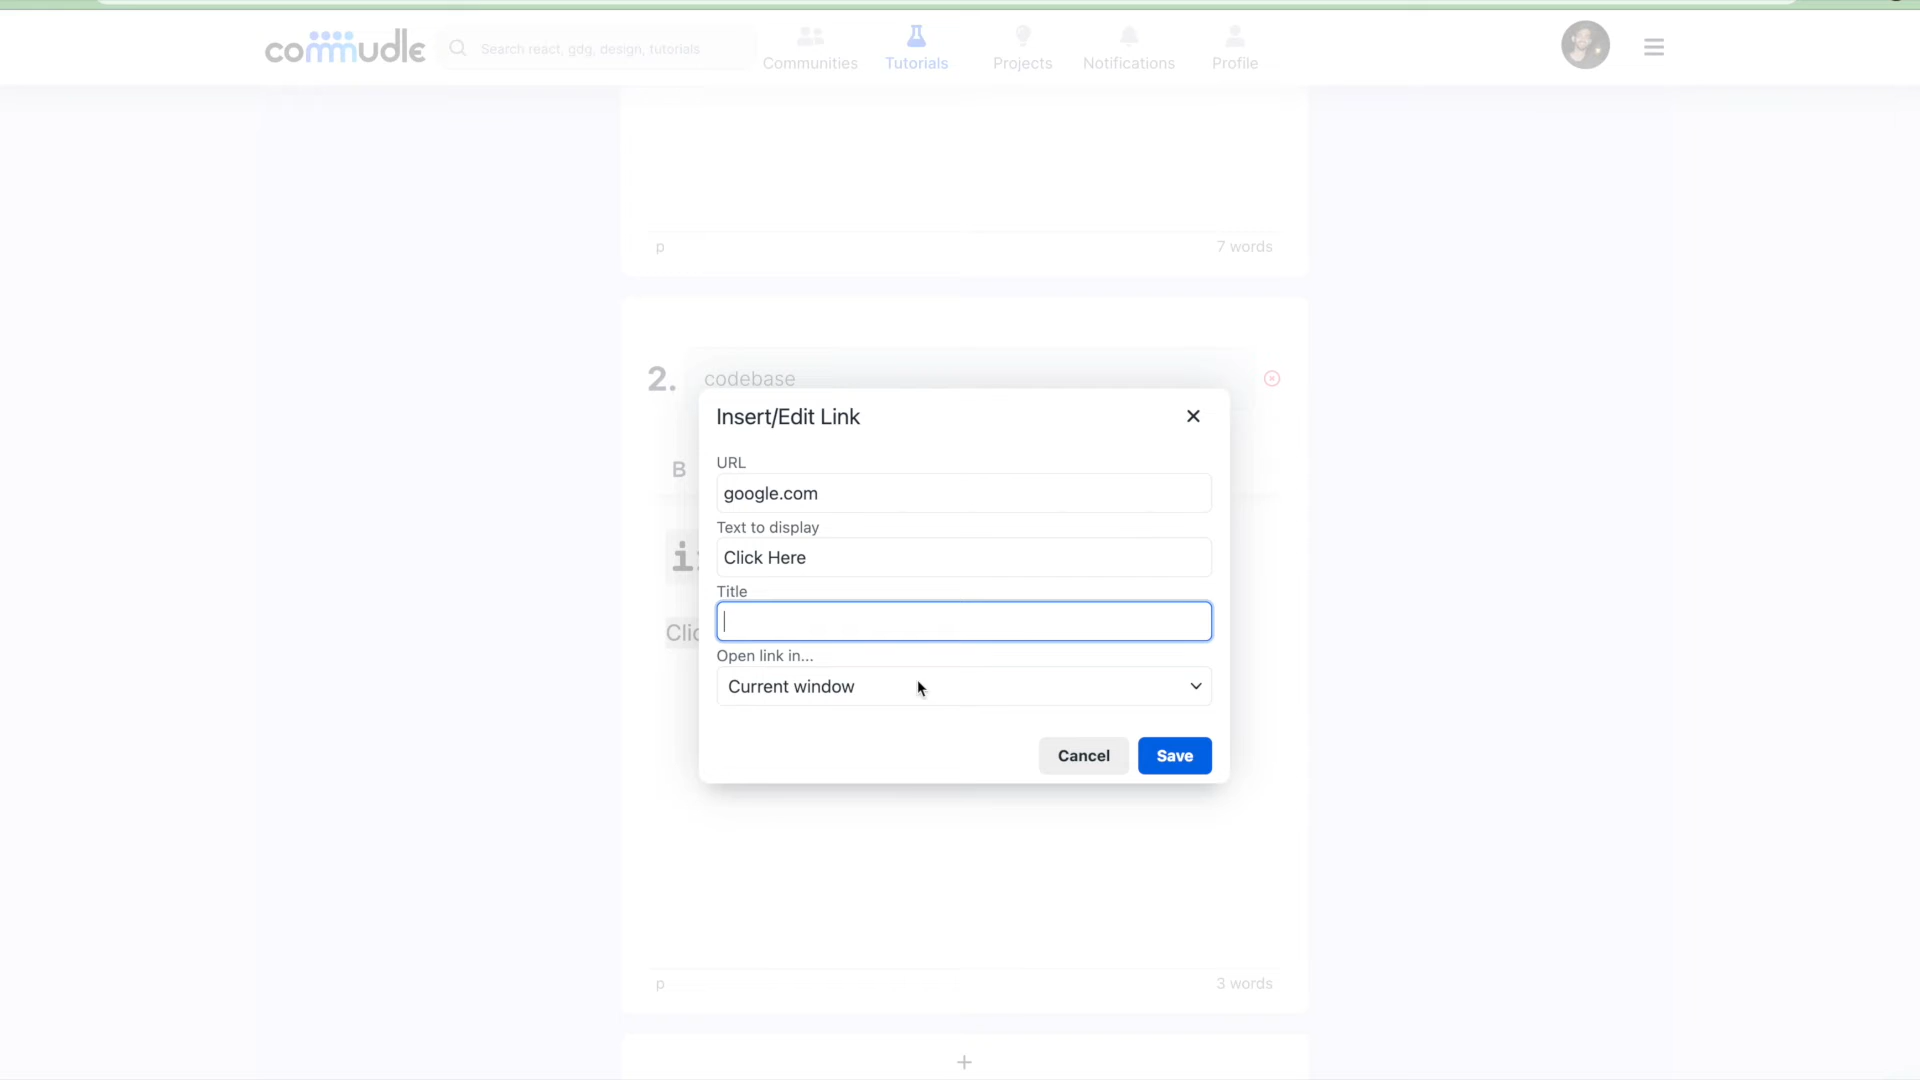 commudle
Search react, gdg, design, tutorials
Communities
Tutorials
Projects
Notifications
Profile
p
7 words
2.
codebase
Insert/Edit Link
URL
google.com
B
Text to display
Click Here
Title
Open link in...
Current window
Cancel
Save
p
3 words